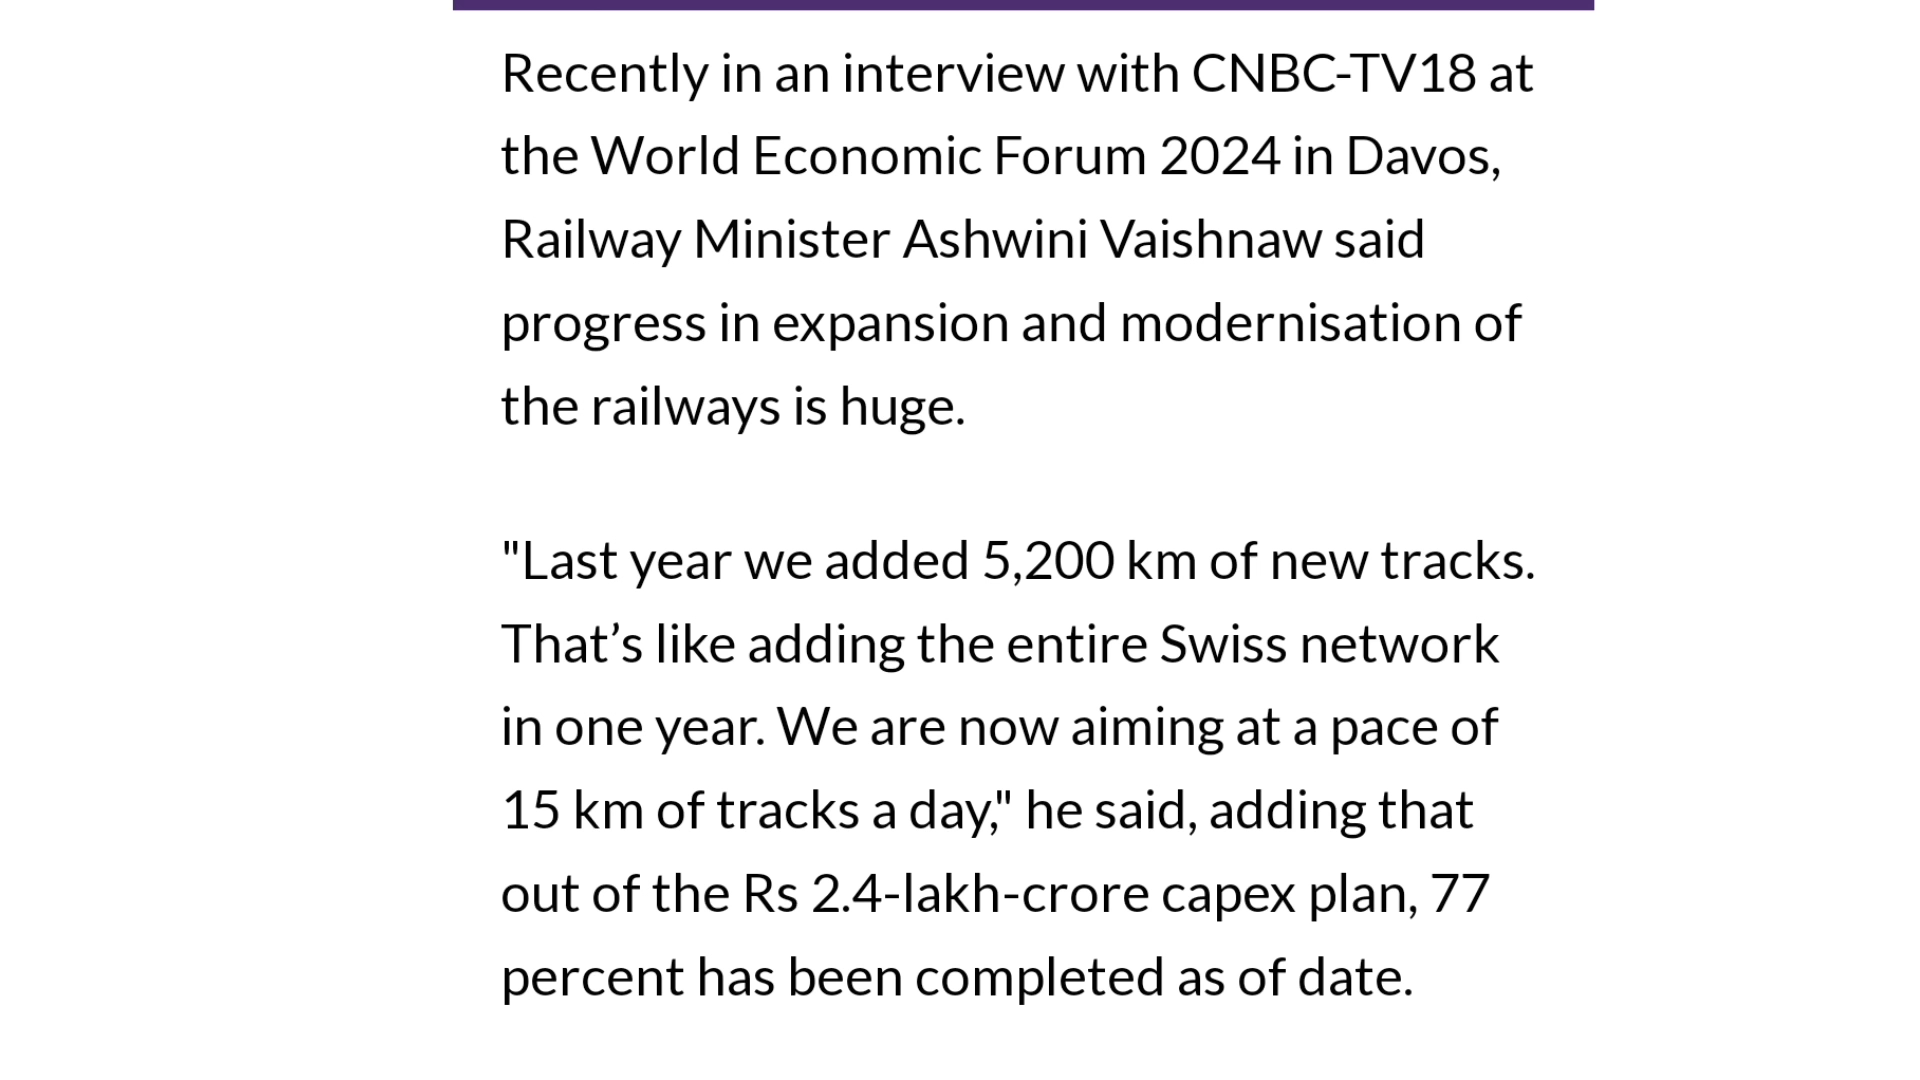 Recently in an interview with CNBC-TV18 at
the World Economic Forum 2024 in Davos,
Railway Minister Ashwini Vaishnaw said
progress in expansion and modernisation of
the railways is huge.
"Last year we added 5,200 km of new tracks.
That’s like adding the entire Swiss network
in one year. We are now aiming at a pace of
15 km of tracks a day," he said, adding that
out of the Rs 2.4-lakh-crore capex plan, 77
percent has been completed as of date.